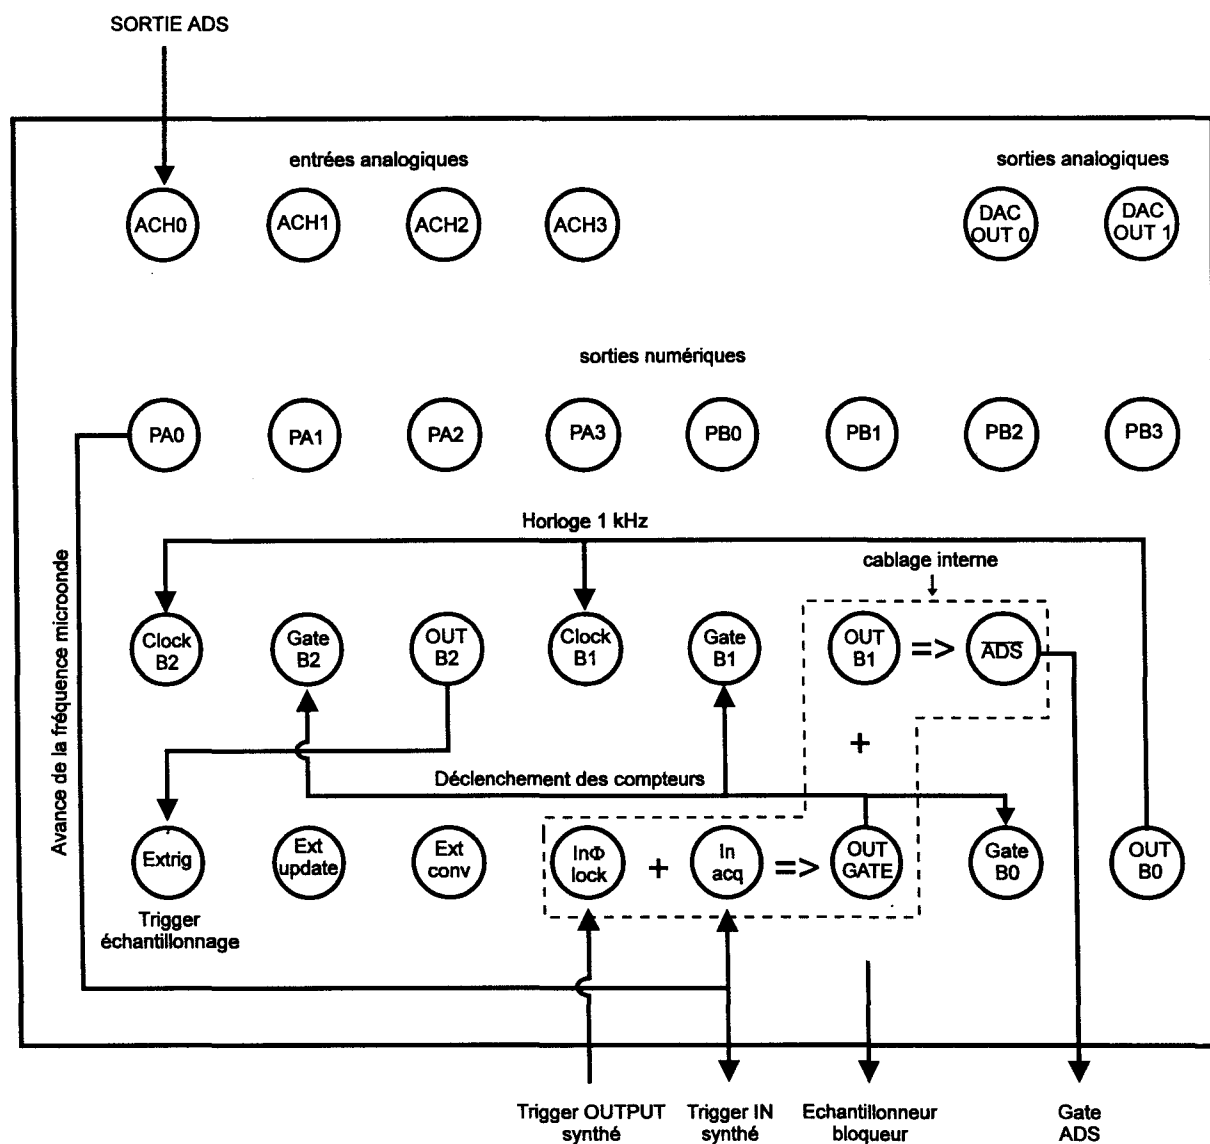 SORTIE ADS
entrées analogiques
sorties analogiques
ACH0
ACH1
ACH2
ACH3
DAC
OUT 0
DAC
OUT 1
sorties numériques
PA0
PA1
PA2
PA3
PB0
PB1
PB2
PB3
Avance de la fréquence microonde
Horloge 1 kHz
cablage interne
Clock
B2
Gate
B2
OUT
B2
Clock
B1
Gate
B1
OUT
B1
=>
ADS
+
Déclenchement des compteurs
Extrig
Ext
update
Ext
conv
InΦ
lock
+
In
acq
=>
OUT
GATE
Gate
B0
OUT
B0
Trigger
échantillonnage
Trigger OUTPUT
synthé
Trigger IN
synthé
Echantillonneur
bloqueur
Gate
ADS